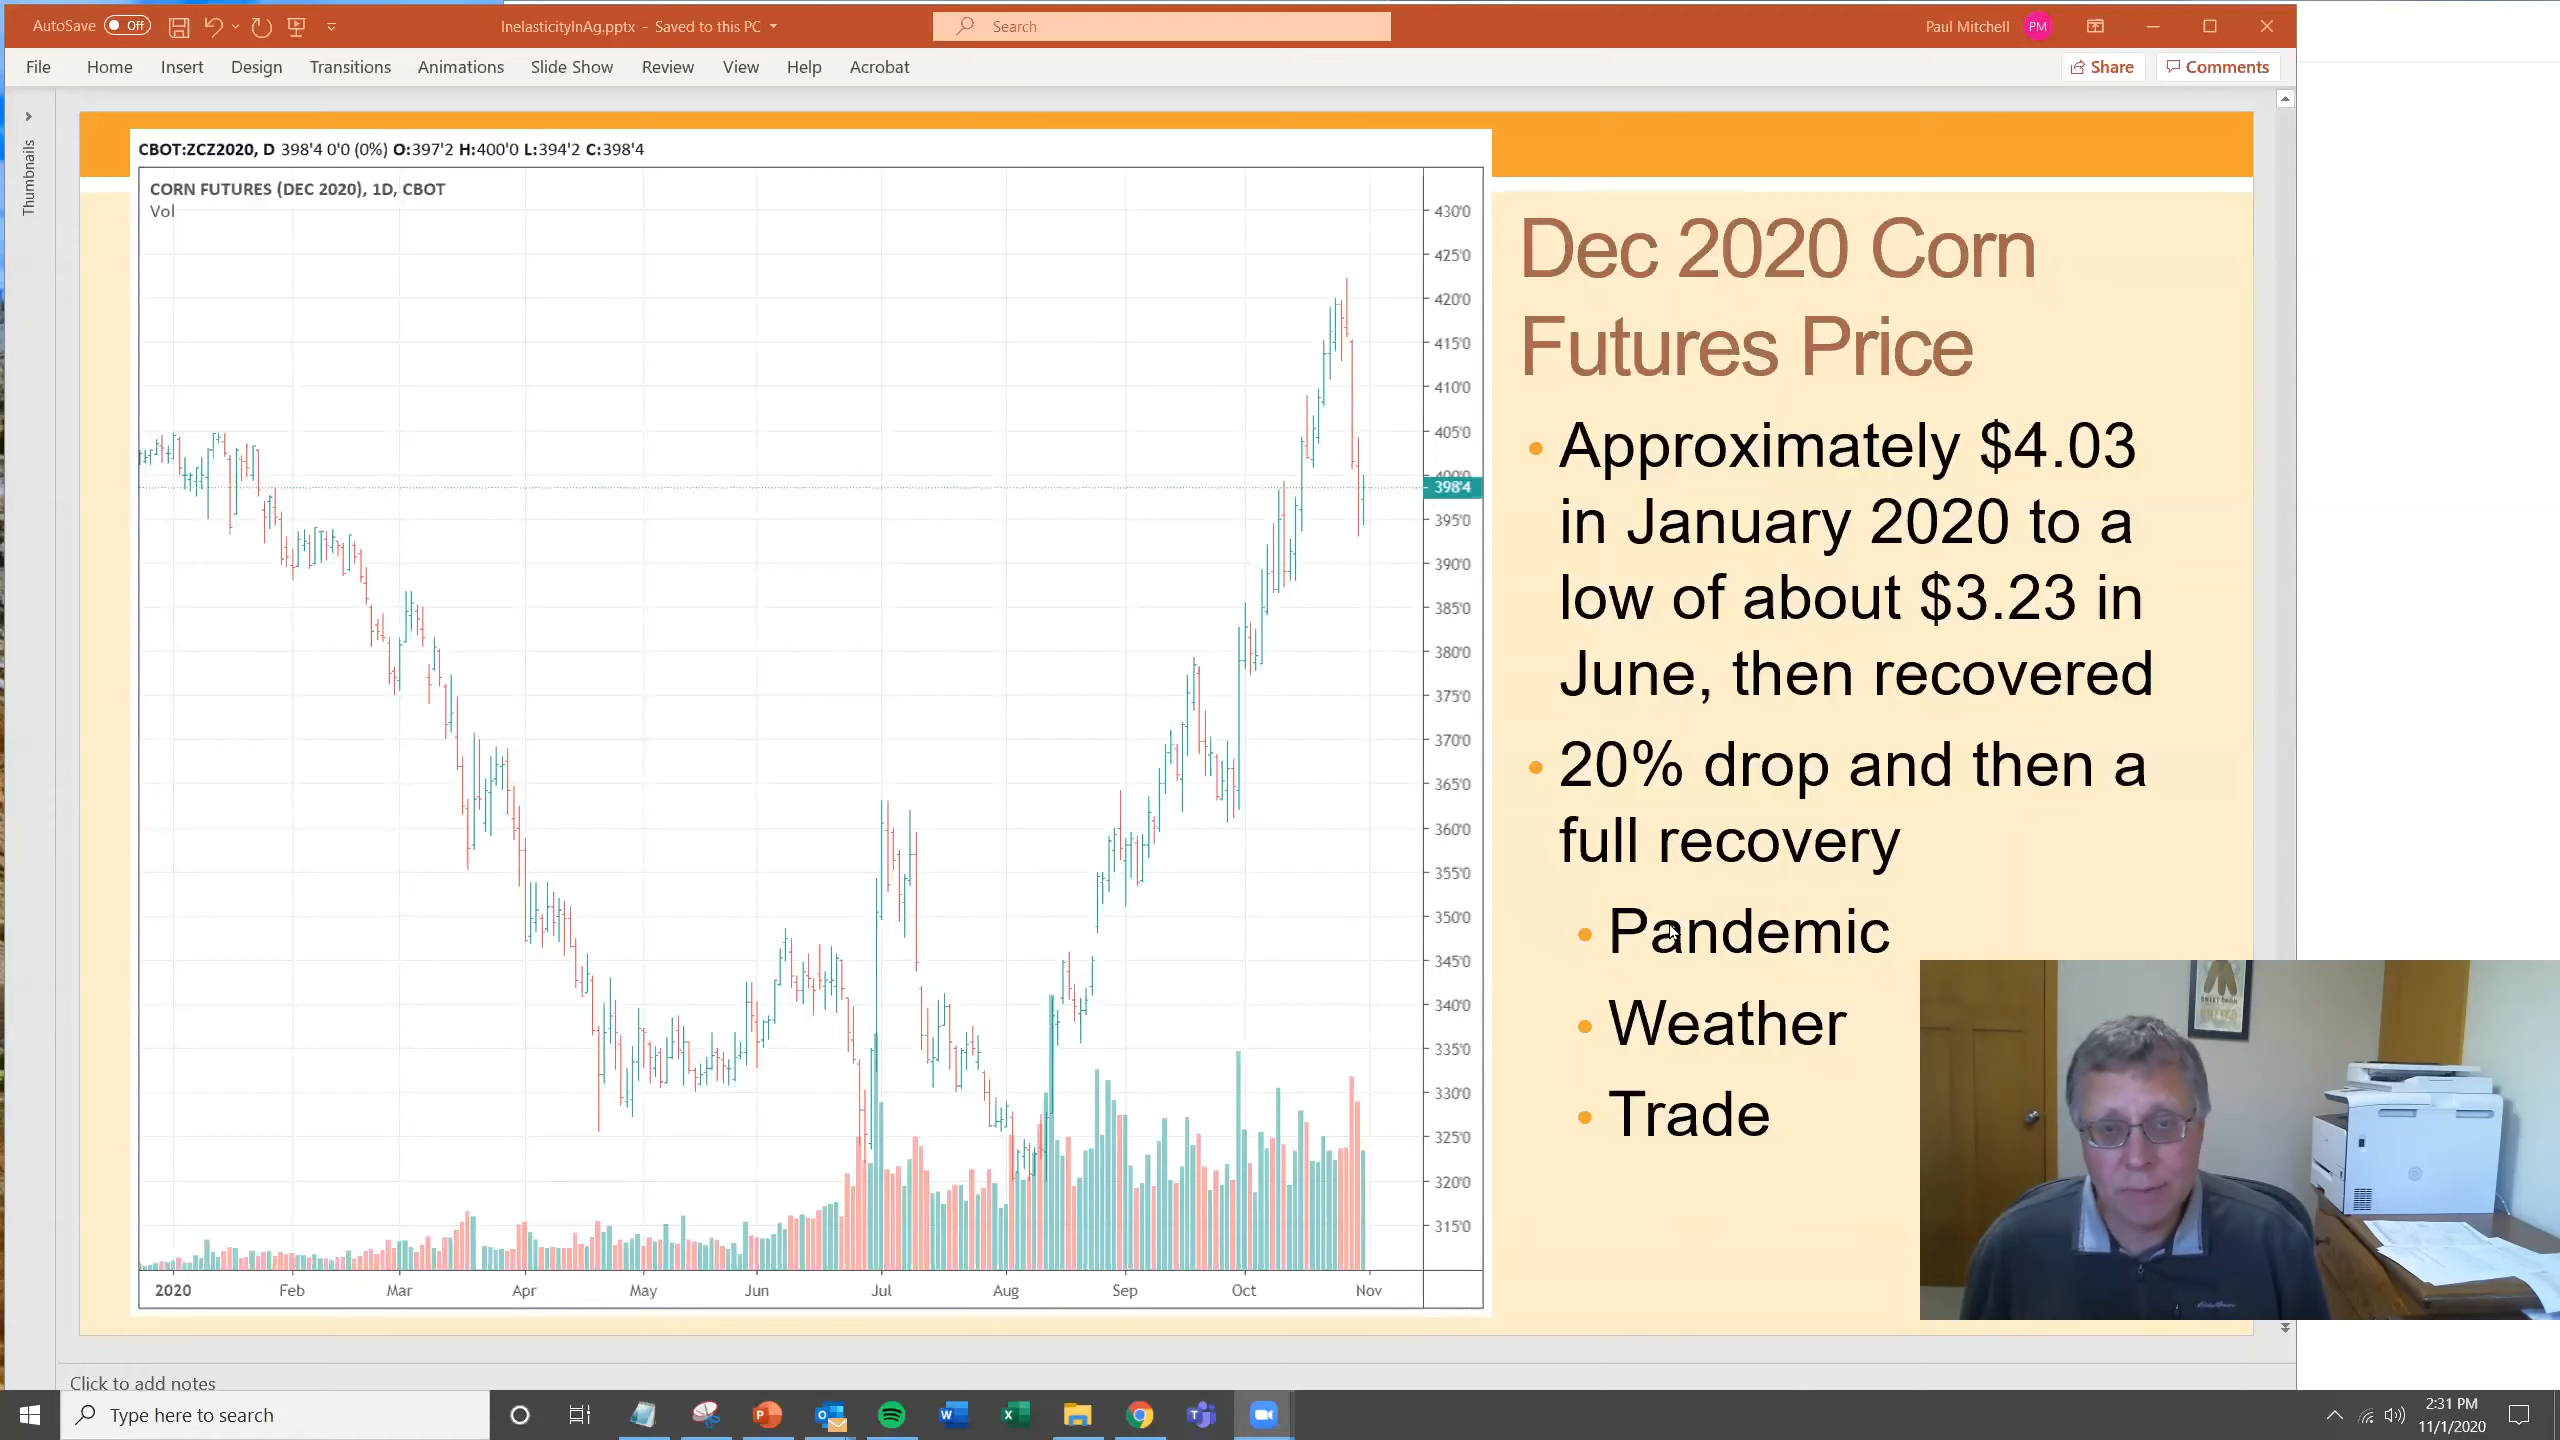 AutoSave Off
InelasticityInAg.pptx - Saved to this PC
Search
Paul Mitchell PM
File Home Insert Design Transitions Animations Slide Show Review View Help Acrobat
Share Comments
Thumbnails
CBOT:ZCZ2020, D 398'4 0'0 (0%) O:397'2 H:400'0 L:394'2 C:398'4
CORN FUTURES (DEC 2020), 1D, CBOT
Vol
430'0
425'0
420'0
415'0
410'0
405'0
400'0
398'4
395'0
390'0
385'0
380'0
375'0
370'0
365'0
360'0
355'0
350'0
345'0
340'0
335'0
330'0
325'0
320'0
315'0
2020 Feb Mar Apr May Jun Jul Aug Sep Oct Nov
Dec 2020 Corn
Futures Price
• Approximately $4.03
in January 2020 to a
low of about $3.23 in
June, then recovered
• 20% drop and then a
full recovery
• Pandemic
• Weather
• Trade
SWEET CORN
Click to add notes
Type here to search
2:31 PM
11/1/2020